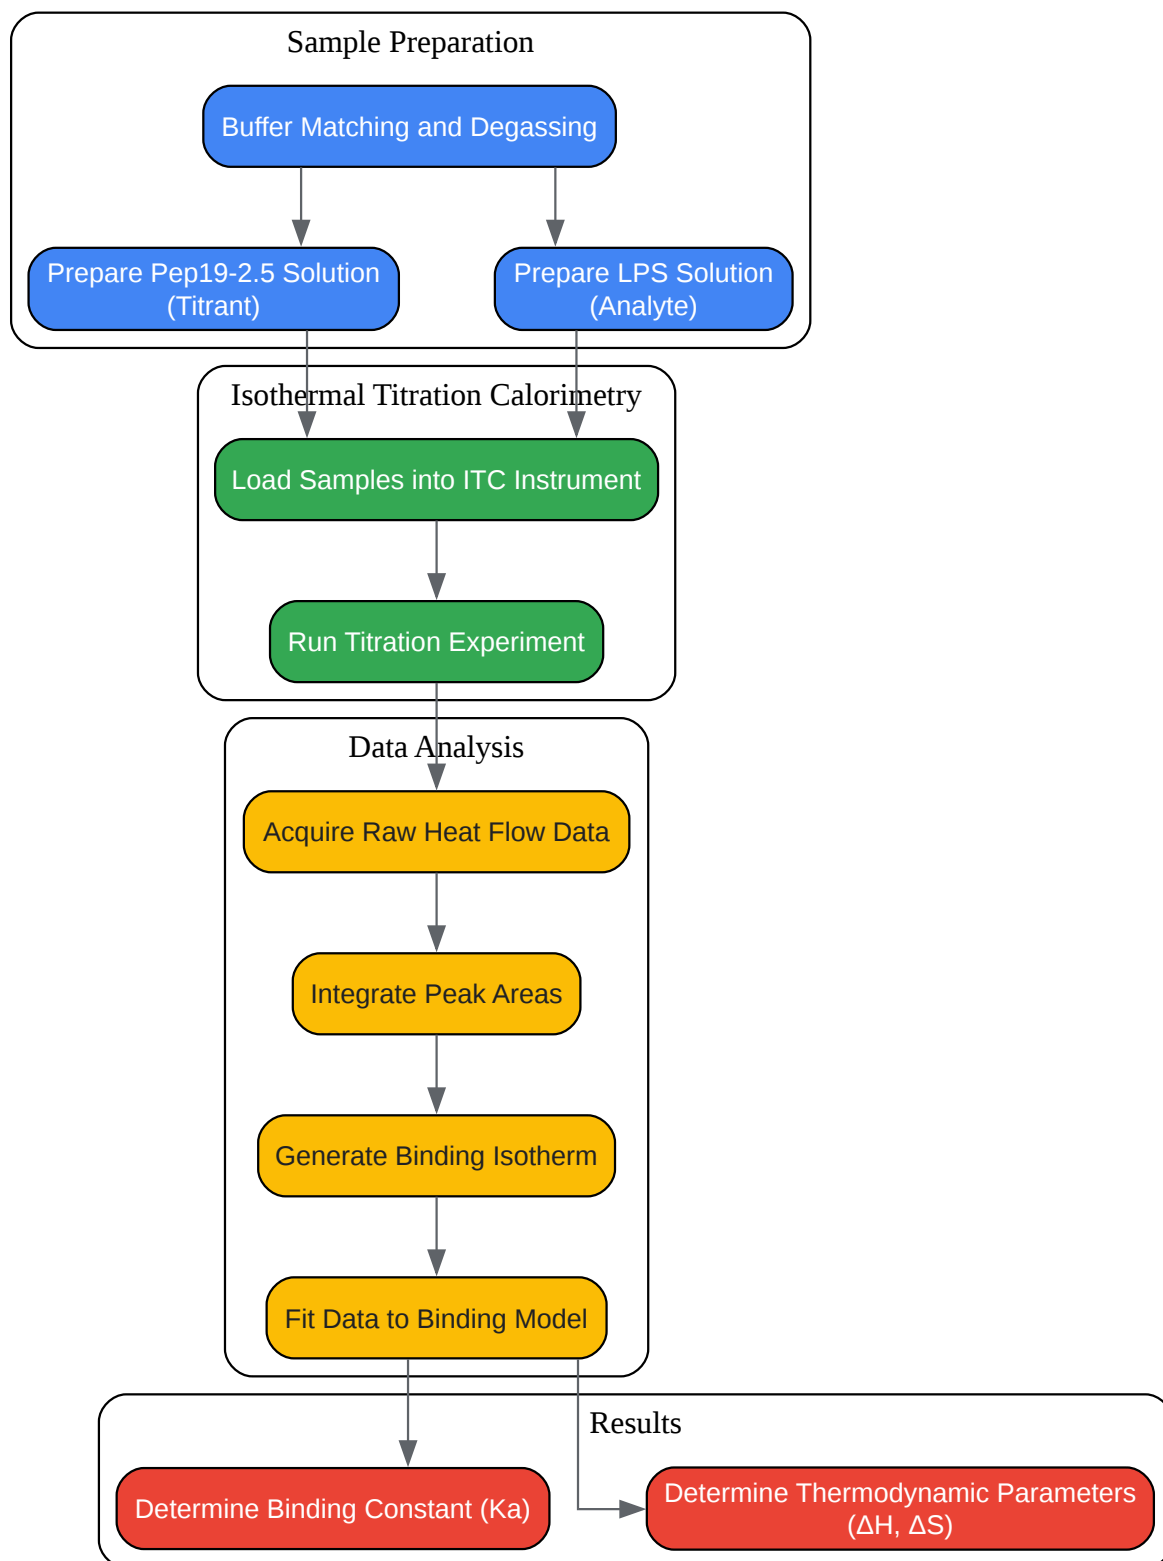 Sample Preparation
Buffer Matching and Degassing
Prepare Pep19-2.5 Solution
(Titrant)
Prepare LPS Solution
(Analyte)
Isothermal Titration Calorimetry
Load Samples into ITC Instrument
Run Titration Experiment
Data Analysis
Acquire Raw Heat Flow Data
Integrate Peak Areas
Generate Binding Isotherm
Fit Data to Binding Model
Results
Determine Binding Constant (Ka)
Determine Thermodynamic Parameters
(ΔH, ΔS)